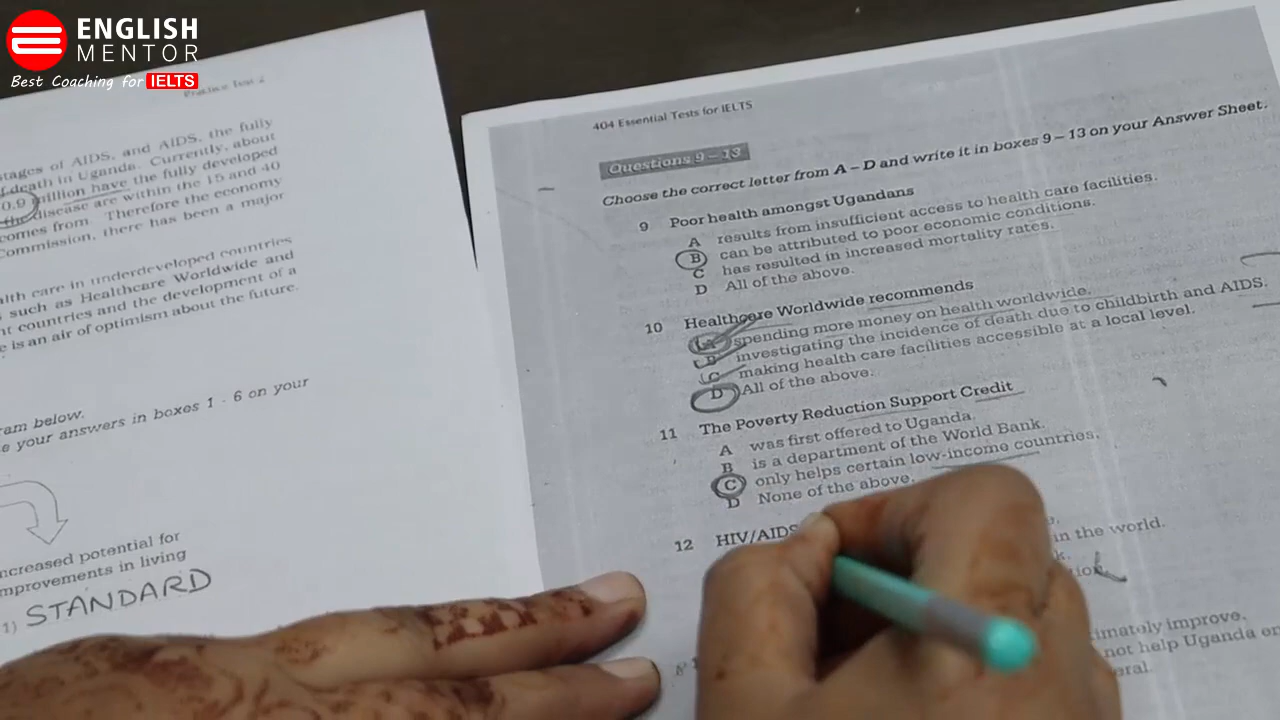 ENGLISH
MENTOR
Best Coaching for IELTS
Practice Test 2
stages of AIDS, and AIDS, the fully
death in Uganda. Currently, about
0.9 million have the fully developed
disease are within the 15 and 40
comes from. Therefore the economy
Commission, there has been a major
care in underdeveloped countries
such as Healthcare Worldwide and
countries and the development of a
is an air of optimism about the future.
below.
your answers in boxes 1 - 6 on your
potential for
in living
1) STANDARD
404 Essential Tests for IELTS
Questions 9 – 13
Choose the correct letter from A – D and write it in boxes 9 – 13 on your Answer Sheet.
9 Poor health amongst Ugandans
A results from insufficient access to health care facilities.
B can be attributed to poor economic conditions.
C has resulted in increased mortality rates.
D All of the above.
10 Healthcare Worldwide recommends
A spending more money on health worldwide.
B investigating the incidence of death due to childbirth and AIDS.
C making health care facilities accessible at a local level.
D All of the above.
11 The Poverty Reduction Support Credit
A was first offered to Uganda.
B is a department of the World Bank.
C only helps certain low-income countries.
D None of the above.
12 HIV/AIDS
in the world.
improve.
not help Uganda